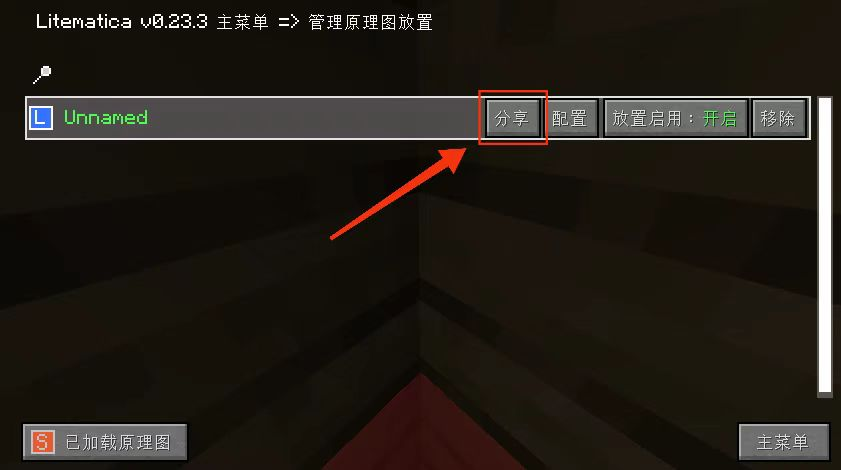 Litematica v0.23.3 主菜单 => 管理原理图放置
L Unnamed 分享 配置 放置启用：开启 移除
S 已加载原理图 主菜单